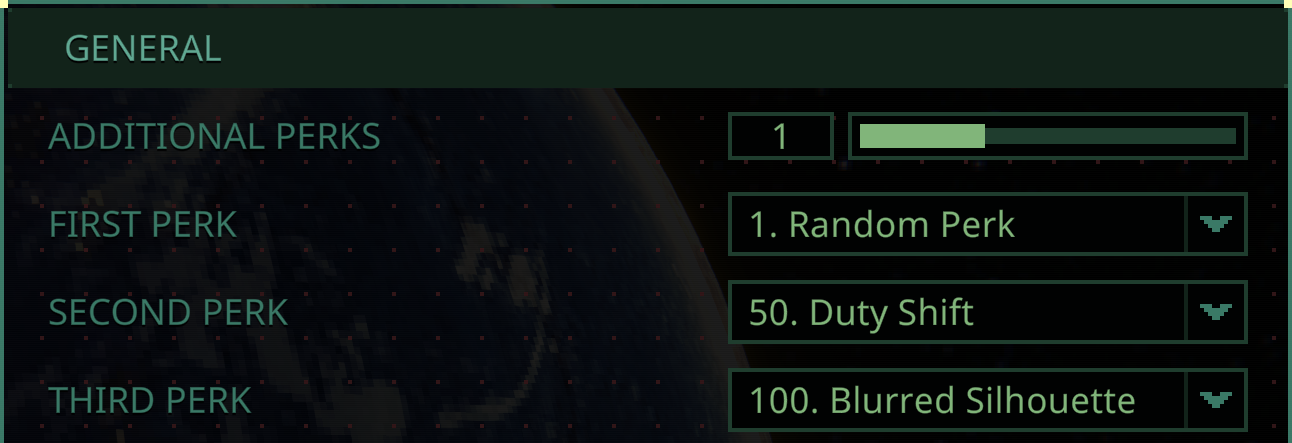 GENERAL
ADDITIONAL PERKS 1
FIRST PERK 1. Random Perk
SECOND PERK 50. Duty Shift
THIRD PERK 100. Blurred Silhouette